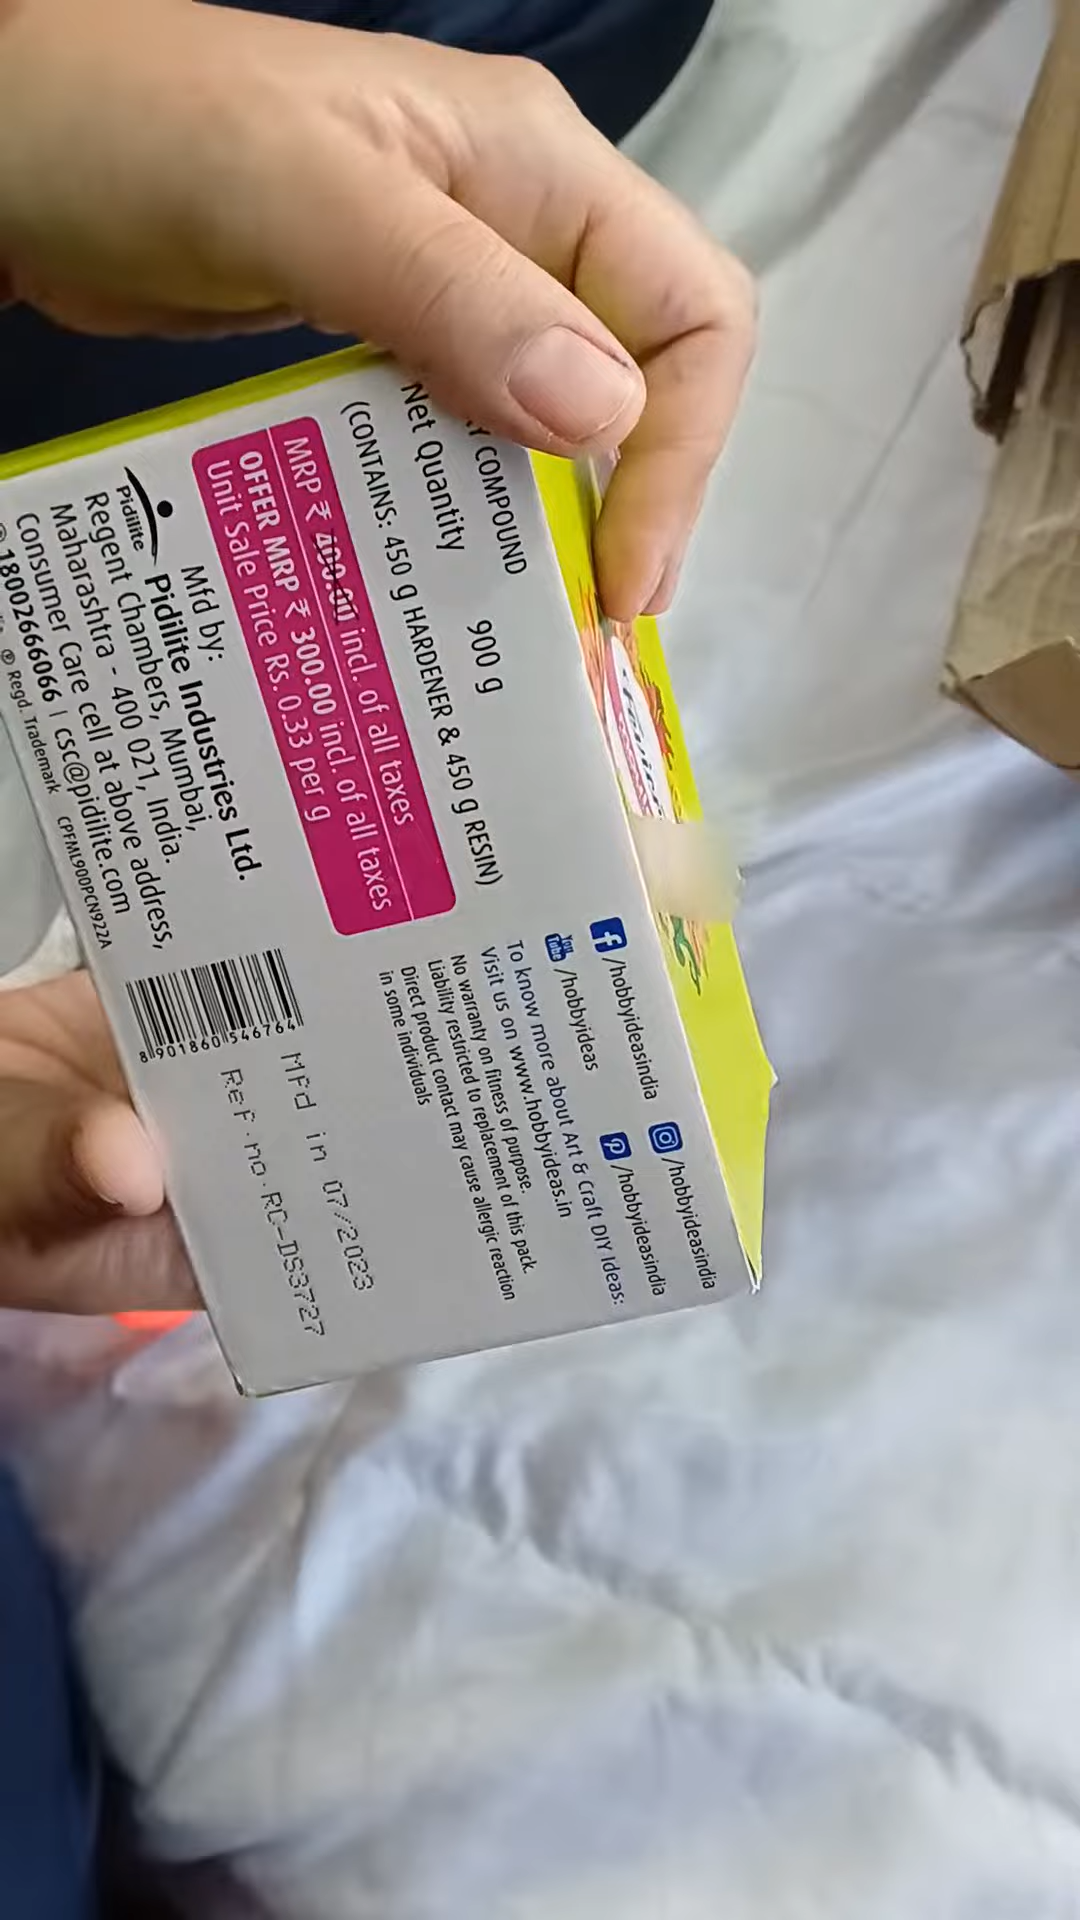 COMPOUND
Net Quantity 900 g
(CONTAINS: 450 g HARDENER & 450 g RESIN)
MRP ₹ 400.00 incl. of all taxes
OFFER MRP ₹ 300.00 incl. of all taxes
Unit Sale Price Rs. 0.33 per g
Pidilite
Mfd by:
Pidilite Industries Ltd.
Regent Chambers, Mumbai,
Maharashtra - 400 021, India.
Consumer Care cell at above address,
18002666066 | csc@pidilite.com
® Regd. Trademark CPFML900PCN922A
/hobbyideasindia /hobbyideasindia
You Tube /hobbyideas /hobbyideasindia
To know more about Art & Craft DIY Ideas:
Visit us on www.hobbyideas.in
No warranty on fitness of purpose.
Liability restricted to replacement of this pack.
Direct product contact may cause allergic reaction
in some individuals
8 901860 546764
Mfd in 07/2023
Ref.no.RC-DS3727